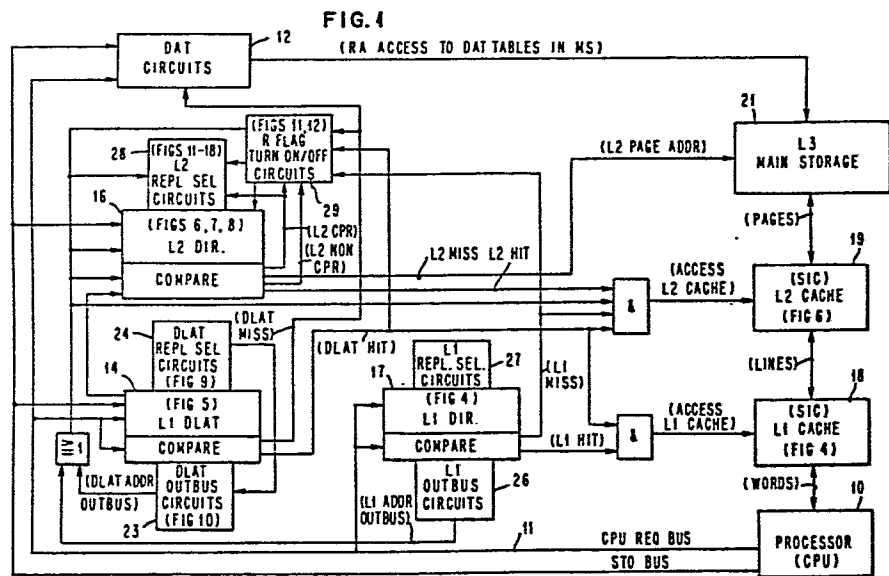 FIG. 1
DAT
CIRCUITS
12
(RA ACCESS TO DAT TABLES IN MS)
21
L3
MAIN STORAGE
(FIGS 11,12)
R FLAG
TURN ON/OFF
CIRCUITS
29
28
(FIGS 11-18)
L2
REPL SEL
CIRCUITS
16
(FIGS 6,7,8)
L2 DIR.
COMPARE
(L2 CPR)
(L2 NON
CPR)
(L2 PAGE ADDR)
L2 MISS
L2 HIT
(PAGES)
19
(SIC)
L2 CACHE
(FIG 6)
&
(ACCESS
L2 CACHE)
(DLAT
MISS)
(DLAT HIT)
24
DLAT
REPL SEL
CIRCUITS
(FIG 9)
14
(FIG 5)
L1 DLAT
COMPARE
L1
REPL. SEL.
CIRCUITS
27
17
(FIG 4)
L1 DIR.
COMPARE
(L1
MISS)
(L1 HIT)
&
(ACCESS
L1 CACHE)
(LINES)
18
(SIC)
L1 CACHE
(FIG 4)
(DLAT ADDR
OUTBUS)
DLAT
OUTBUS
CIRCUITS
(FIG 10)
23
L1
OUTBUS
CIRCUITS
26
(L1 ADDR
OUTBUS)
(WORDS)
10
PROCESSOR
(CPU)
11
CPU REQ BUS
STO BUS